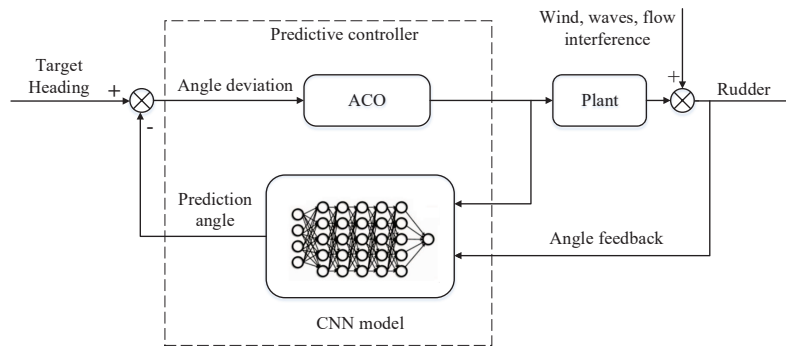 Wind, waves, flow
interference
Predictive controller
Target
Heading
+
Angle deviation
ACO
Plant
+
Rudder
-
Prediction
angle
Angle feedback
CNN model